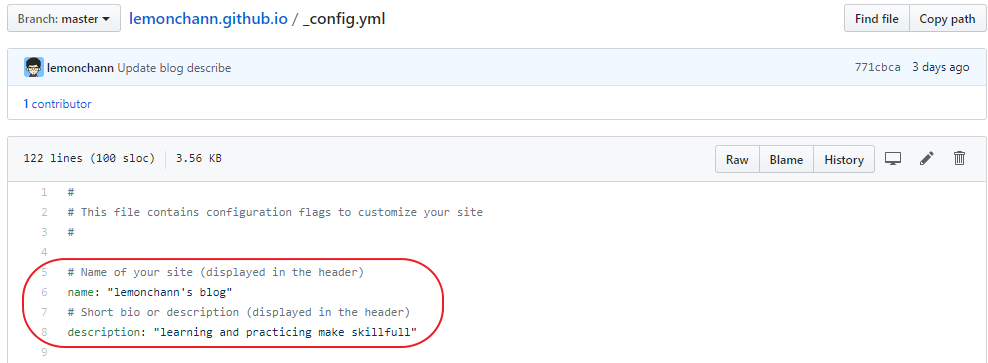 Branch: master lemonchann.github.io / _config.yml Find file Copy path
lemonchann Update blog describe 771cbca 3 days ago
1 contributor
122 lines (100 sloc) 3.56 KB Raw Blame History
1 #
2 # This file contains configuration flags to customize your site
3 #
4
5 # Name of your site (displayed in the header)
6 name: "lemonchann's blog"
7 # Short bio or description (displayed in the header)
8 description: "learning and practicing make skillfull"
9